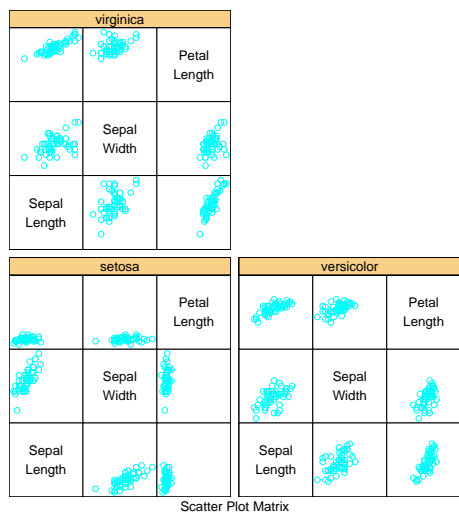 virginica
Petal
Length
Sepal
Width
Sepal
Length
setosa
Petal
Length
Sepal
Width
Sepal
Length
versicolor
Petal
Length
Sepal
Width
Sepal
Length
Scatter Plot Matrix